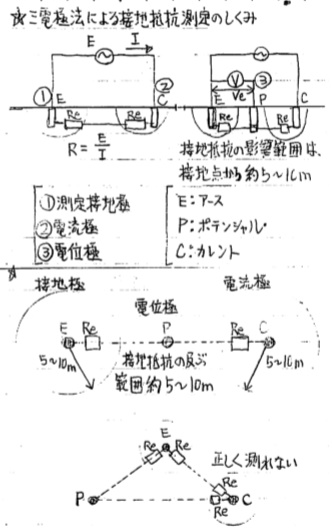 ☆三電極法による接地抵抗測定のしくみ
E I
① E ② C
Re Re
R = E/I
V ③
E Ve P C
Re Re
接地抵抗の影響範囲は、
接地点から約5~10m
①測定接地極
②電流極
③電位極
E:アース
P:ポテンシャル
C:カレント
接地極 電流極
電位極
E Re P Re C
5~10m 5~10m
接地抵抗の及ぶ
範囲約5~10m
E
Re Re
正しく測れない
P Re C
Re